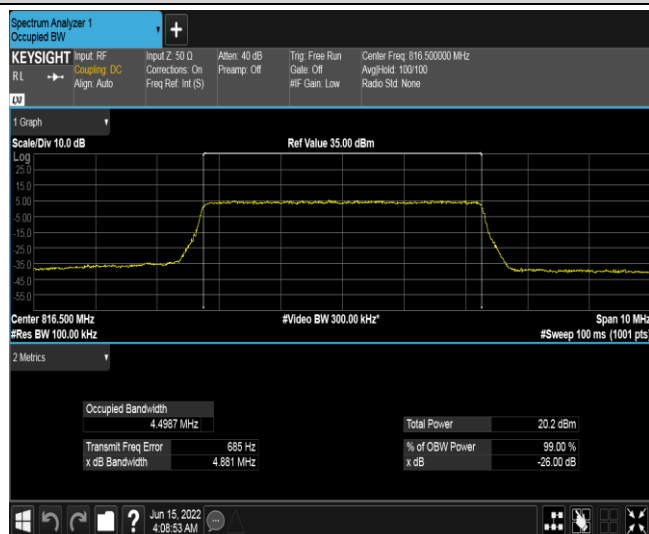 Spectrum Analyzer 1
Occupied BW
+
KEYSIGHT
RL
LXI
Input: RF
Coupling: DC
Align: Auto
Input Z: 50 Ω
Corrections: On
Freq Ref: Int (S)
Atten: 40 dB
Preamp: Off
Trig: Free Run
Gate: Off
#IF Gain: Low
Center Freq: 816.500000 MHz
Avg|Hold: 100/100
Radio Std: None
1 Graph
Scale/Div 10.0 dB
Ref Value 35.00 dBm
Log
25.0
15.0
5.00
-5.00
-15.0
-25.0
-35.0
-45.0
-55.0
Center 816.500 MHz
#Video BW 300.00 kHz*
Span 10 MHz
#Res BW 100.00 kHz
#Sweep 100 ms (1001 pts)
2 Metrics
Occupied Bandwidth
4.4987 MHz
Total Power 20.2 dBm
Transmit Freq Error 685 Hz
% of OBW Power 99.00 %
x dB Bandwidth 4.881 MHz
x dB -26.00 dB
?
Jun 15, 2022
4:08:53 AM